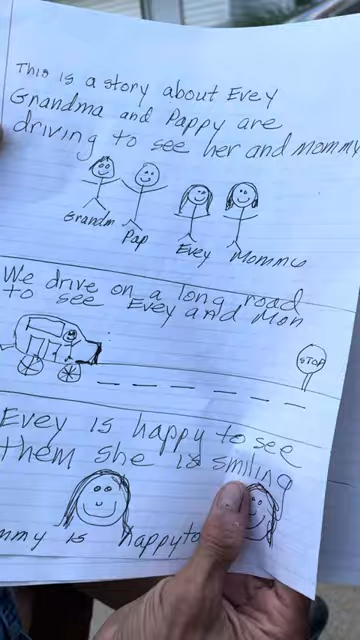 This is a story about Evey
Grandma and Pappy are
driving to see her and mommy
Grandm
Pap
Evey
Mommy
We drive on a long road
to see Evey and Mom
STOP
Evey is happy to see
them she is smiling
mmy is happy to